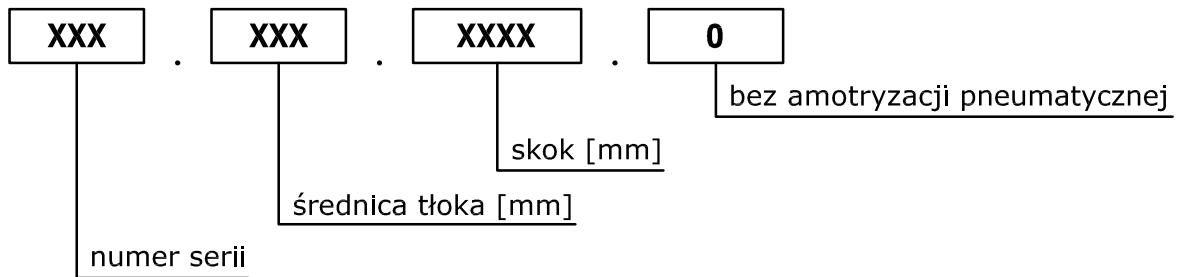 XXX . XXX . XXXX . 0
bez amotryzacji pneumatycznej
skok [mm]
średnica tłoka [mm]
numer serii